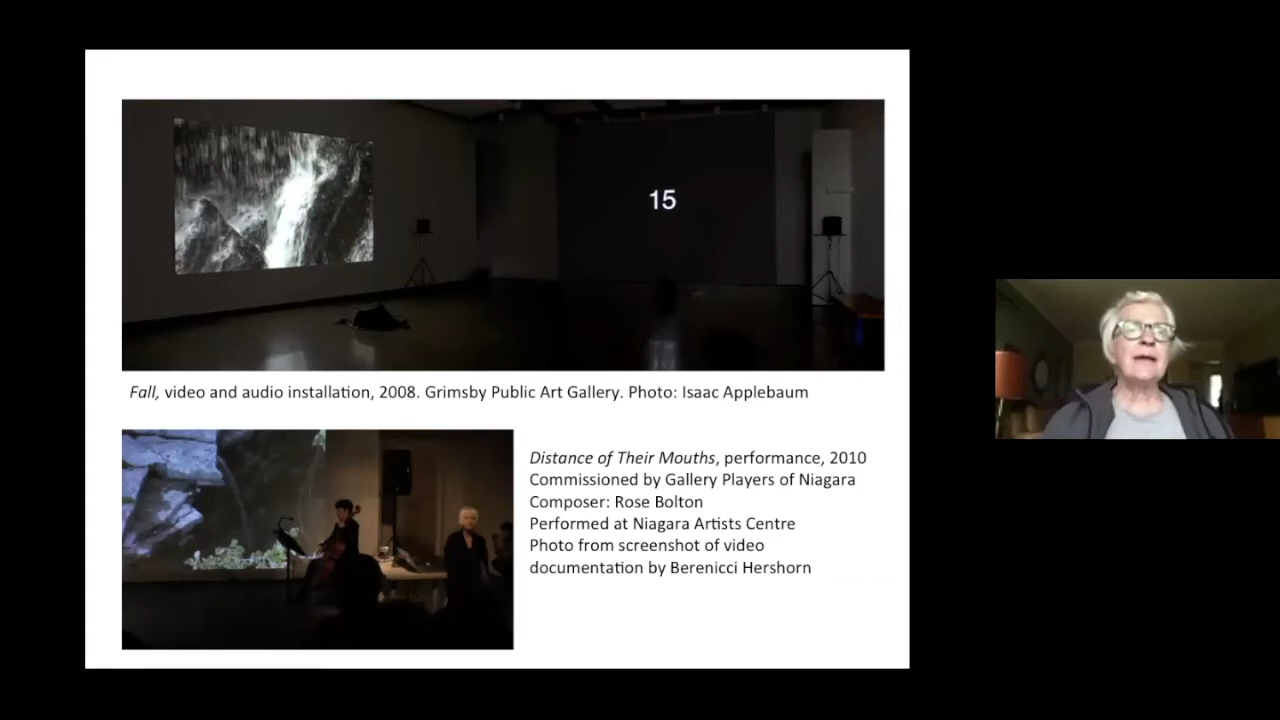 15
Fall, video and audio installation, 2008. Grimsby Public Art Gallery. Photo: Isaac Applebaum
Distance of Their Mouths, performance, 2010
Commissioned by Gallery Players of Niagara
Composer: Rose Bolton
Performed at Niagara Artists Centre
Photo from screenshot of video
documentation by Berenicci Hershorn